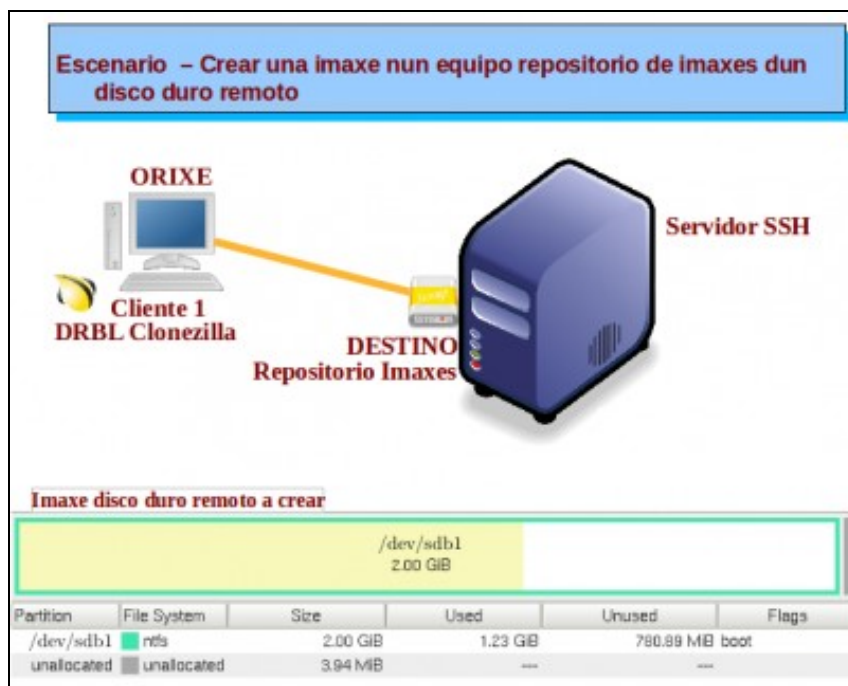 Escenario – Crear una imaxe nun equipo repositorio de imaxes dun
disco duro remoto
ORIXE
Servidor SSH
Cliente 1
DRBL Clonezilla
DESTINO
Repositorio Imaxes
Imaxe disco duro remoto a crear
/dev/sdb1
2.00 GiB
Partition File System Size Used Unused Flags
/dev/sdb1 ntfs 2.00 GiB 1.23 GiB 780.89 MiB boot
unallocated unallocated 3.94 MiB --- ---